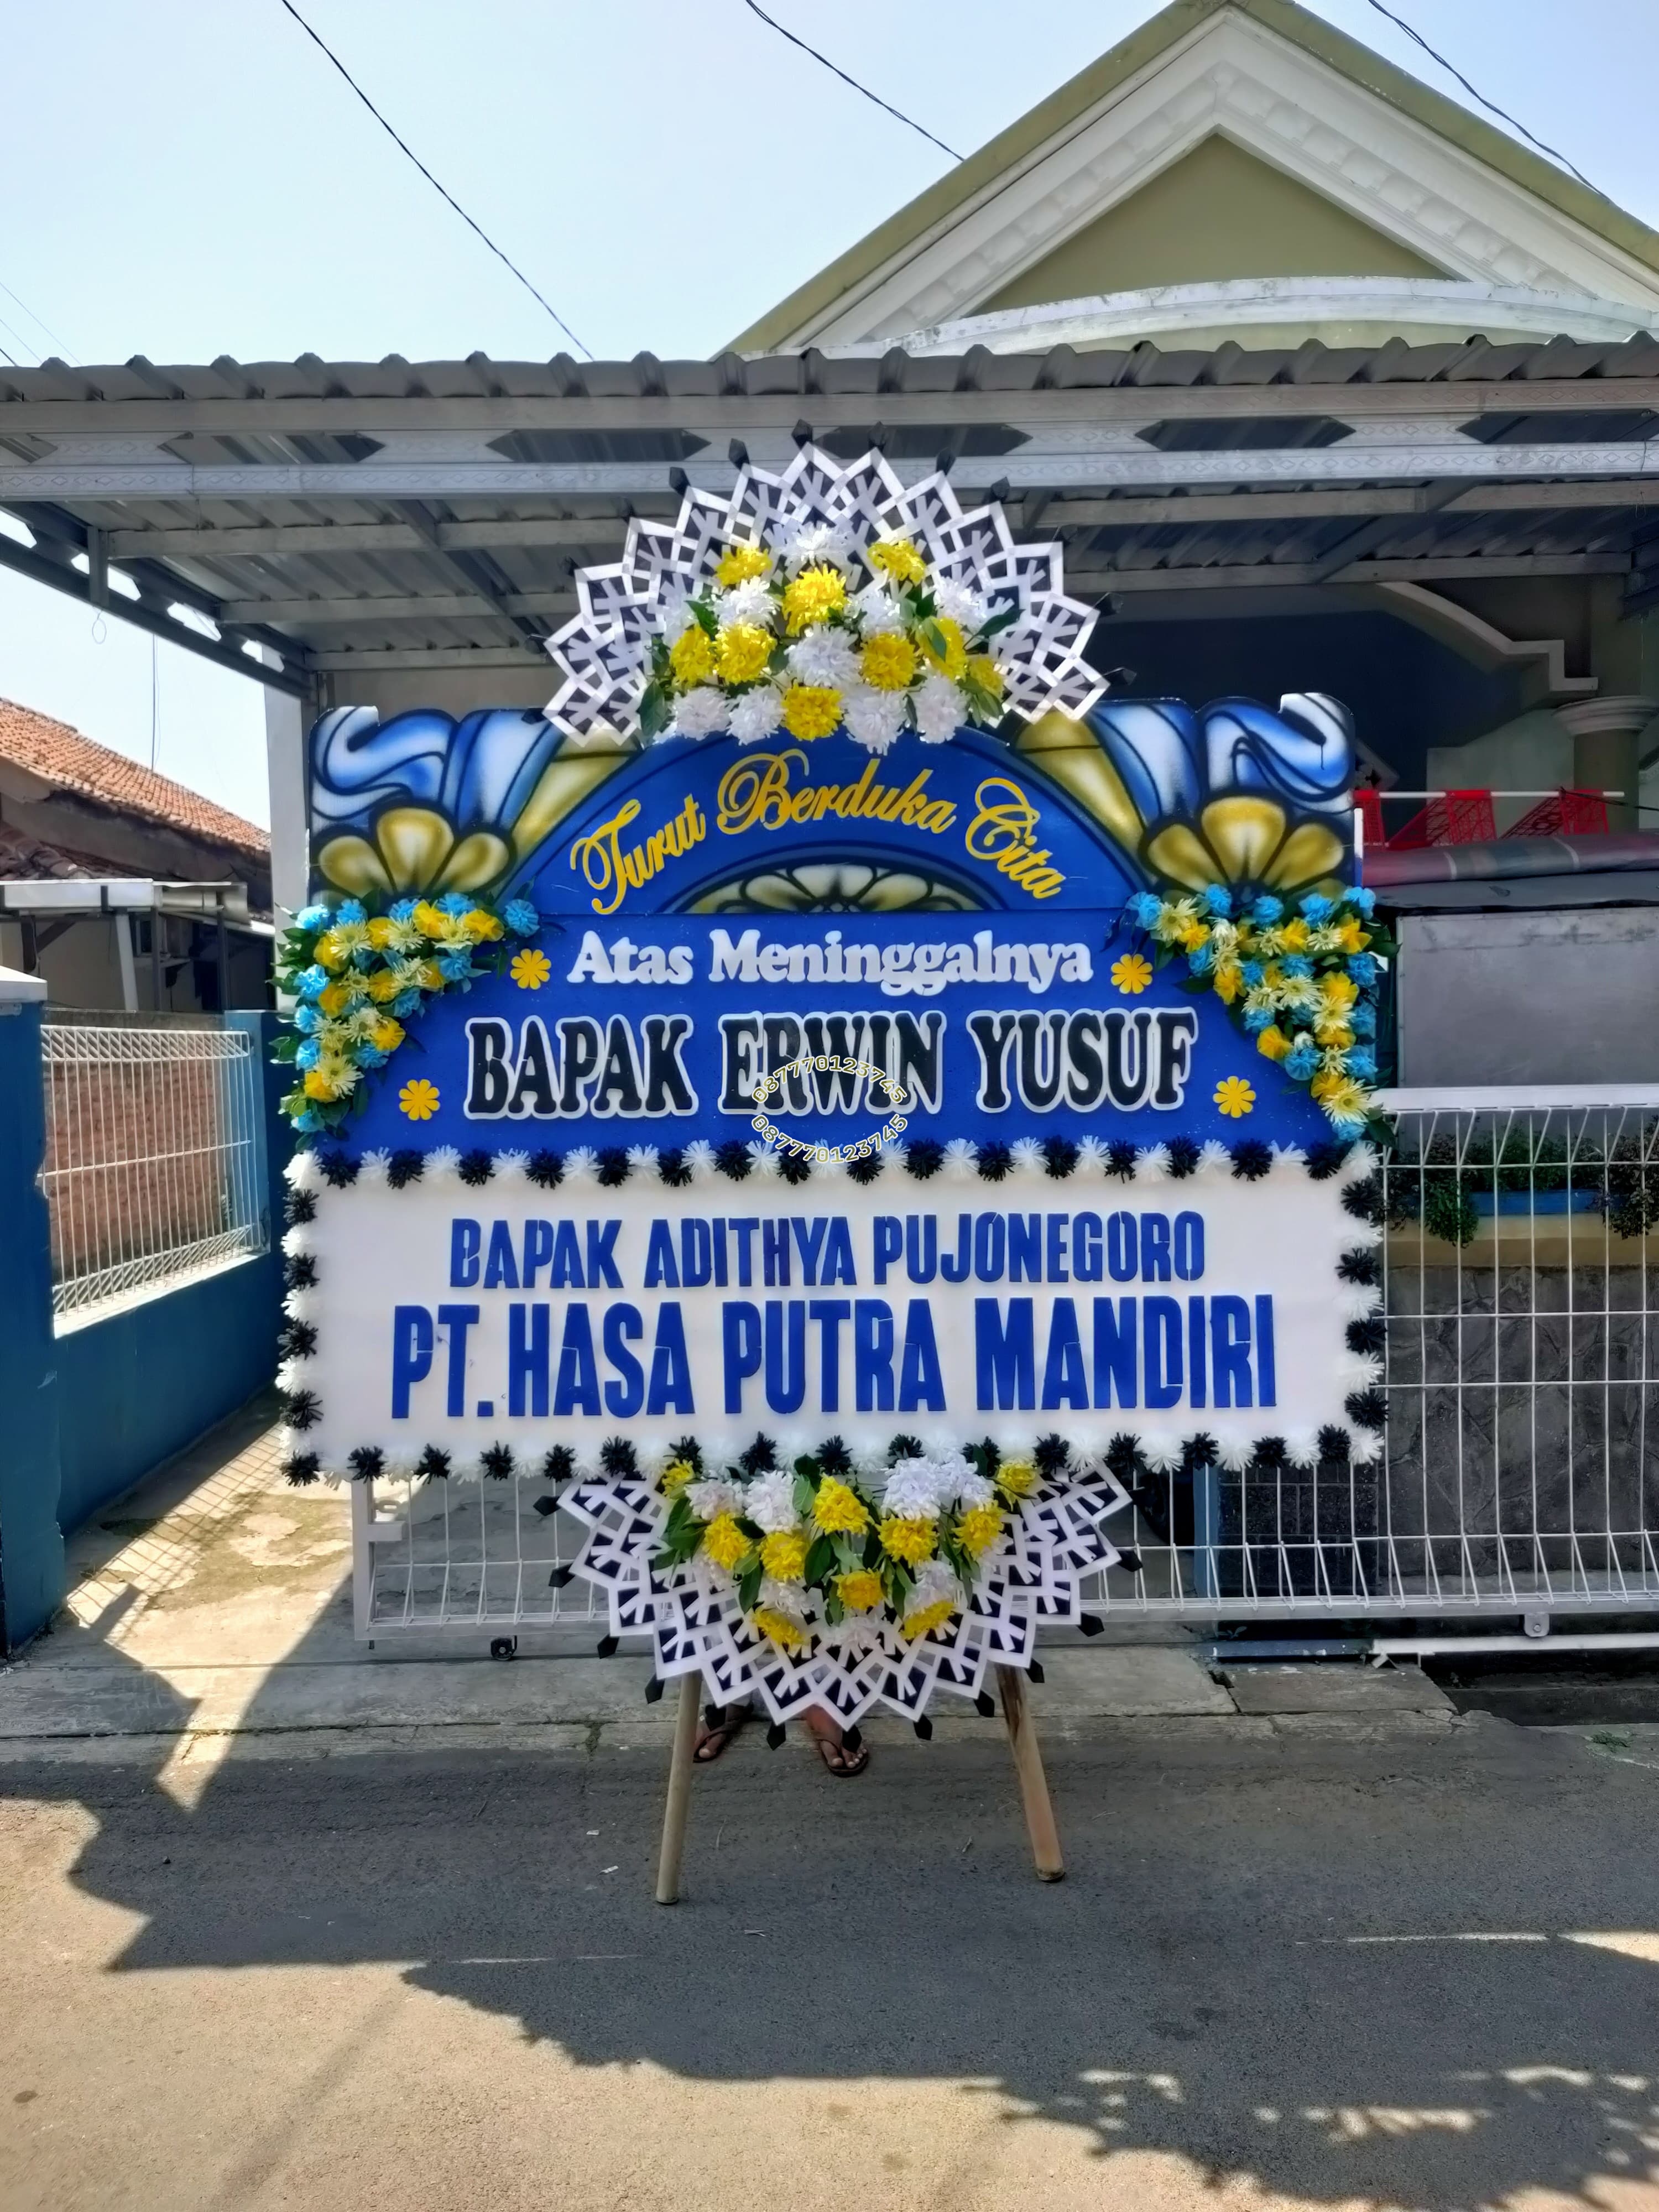 Turut Berduka Cita
Atas Meninggalnya
BAPAK ERWIN YUSUF
087770123745
087770123745
BAPAK ADITHYA PUJONEGORO
PT. HASA PUTRA MANDIRI